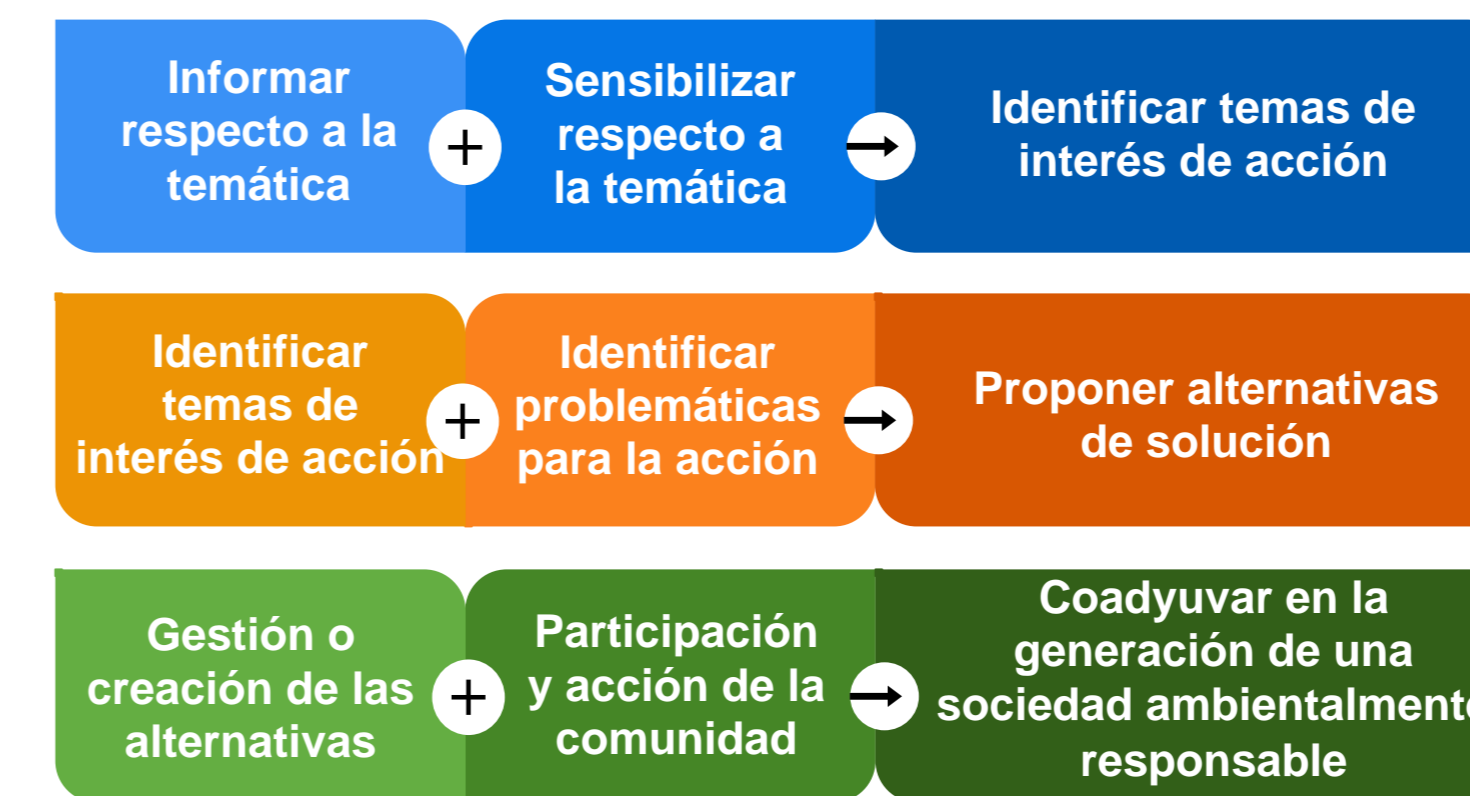 Informar
respecto a la
temática
+
Sensibilizar
respecto a
la temática
→
Identificar temas de
interés de acción
Identificar
temas de
interés de acción
+
Identificar
problemáticas
para la acción
→
Proponer alternativas
de solución
Gestión o
creación de las
alternativas
+
Participación
y acción de la
comunidad
→
Coadyuvar en la
generación de una
sociedad ambientalmente
responsable